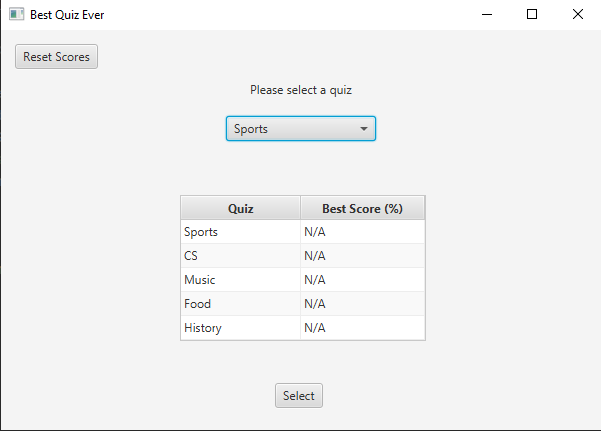 Best Quiz Ever
Reset Scores
Please select a quiz
Sports
Quiz Best Score (%)
Sports N/A
CS N/A
Music N/A
Food N/A
History N/A
Select